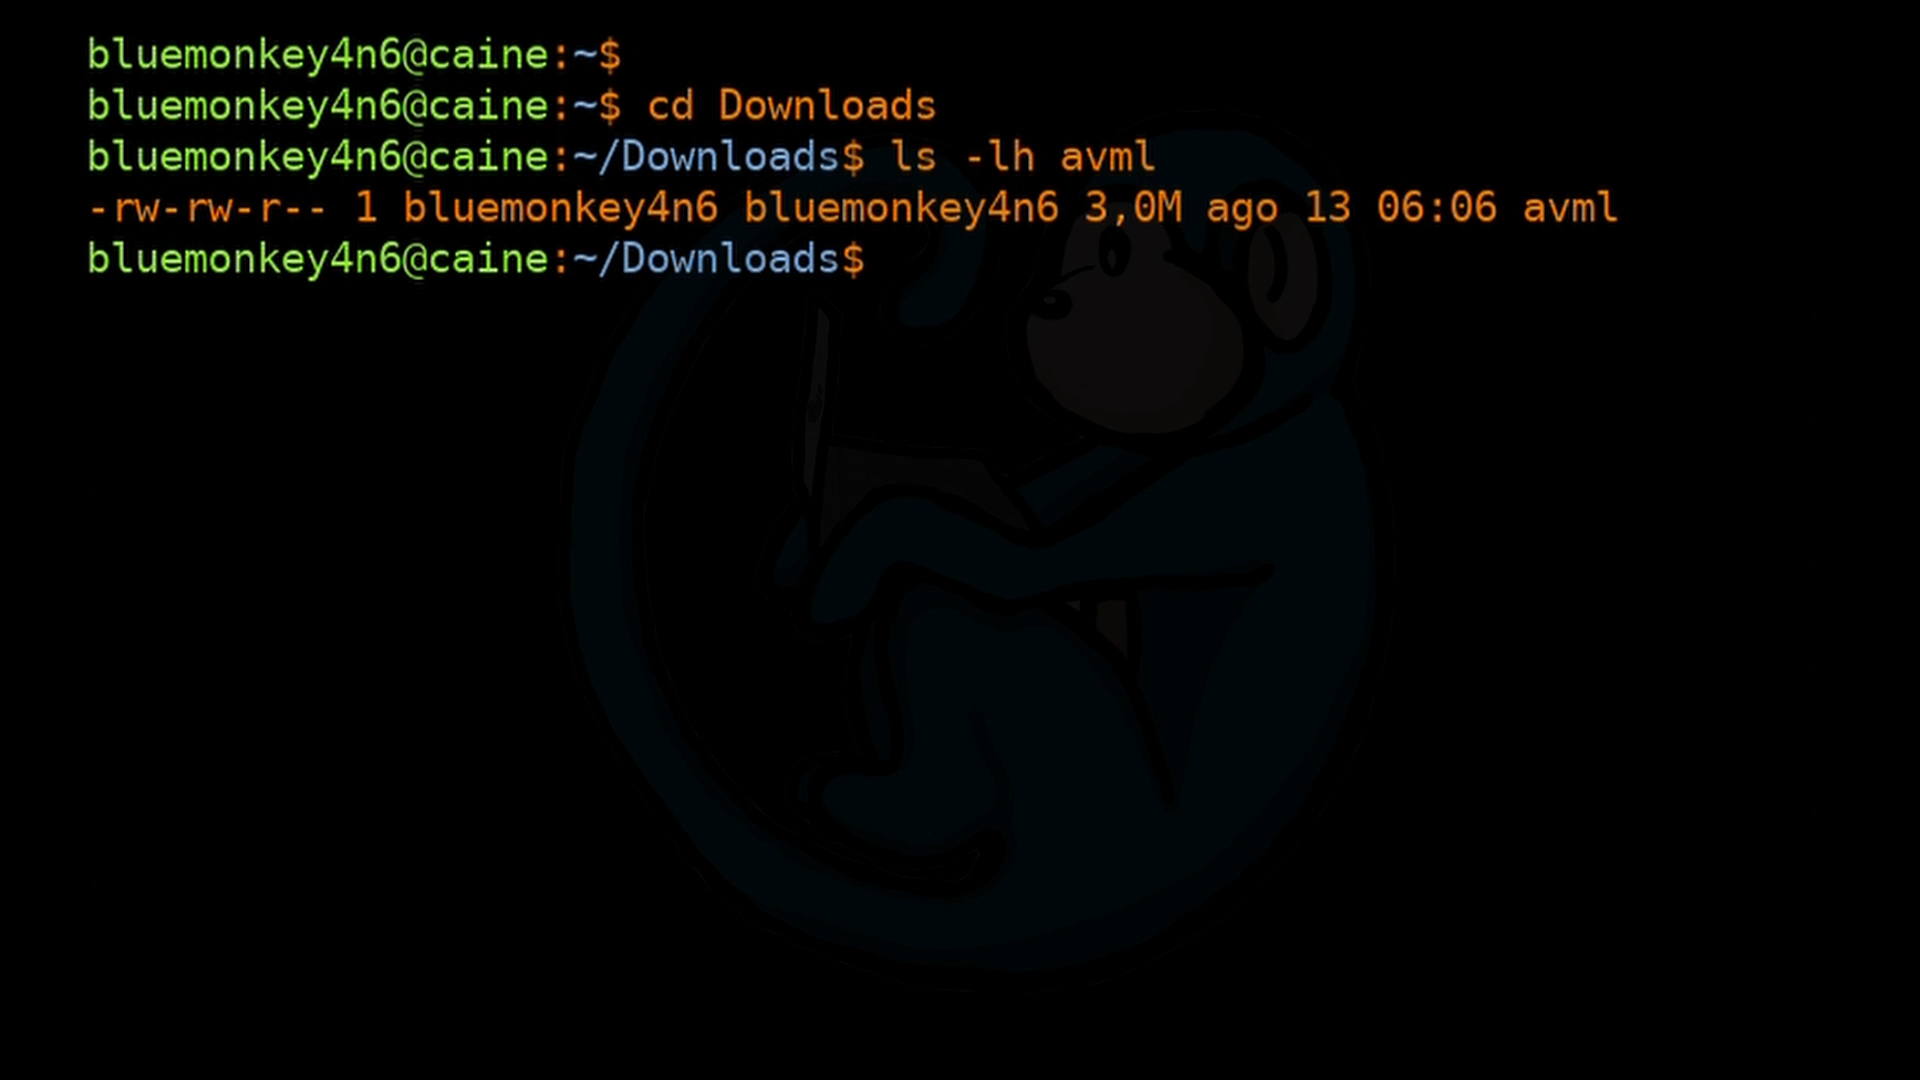 bluemonkey4n6@caine:~$
bluemonkey4n6@caine:~$ cd Downloads
bluemonkey4n6@caine:~/Downloads$ ls -lh avml
-rw-rw-r-- 1 bluemonkey4n6 bluemonkey4n6 3,0M ago 13 06:06 avml
bluemonkey4n6@caine:~/Downloads$